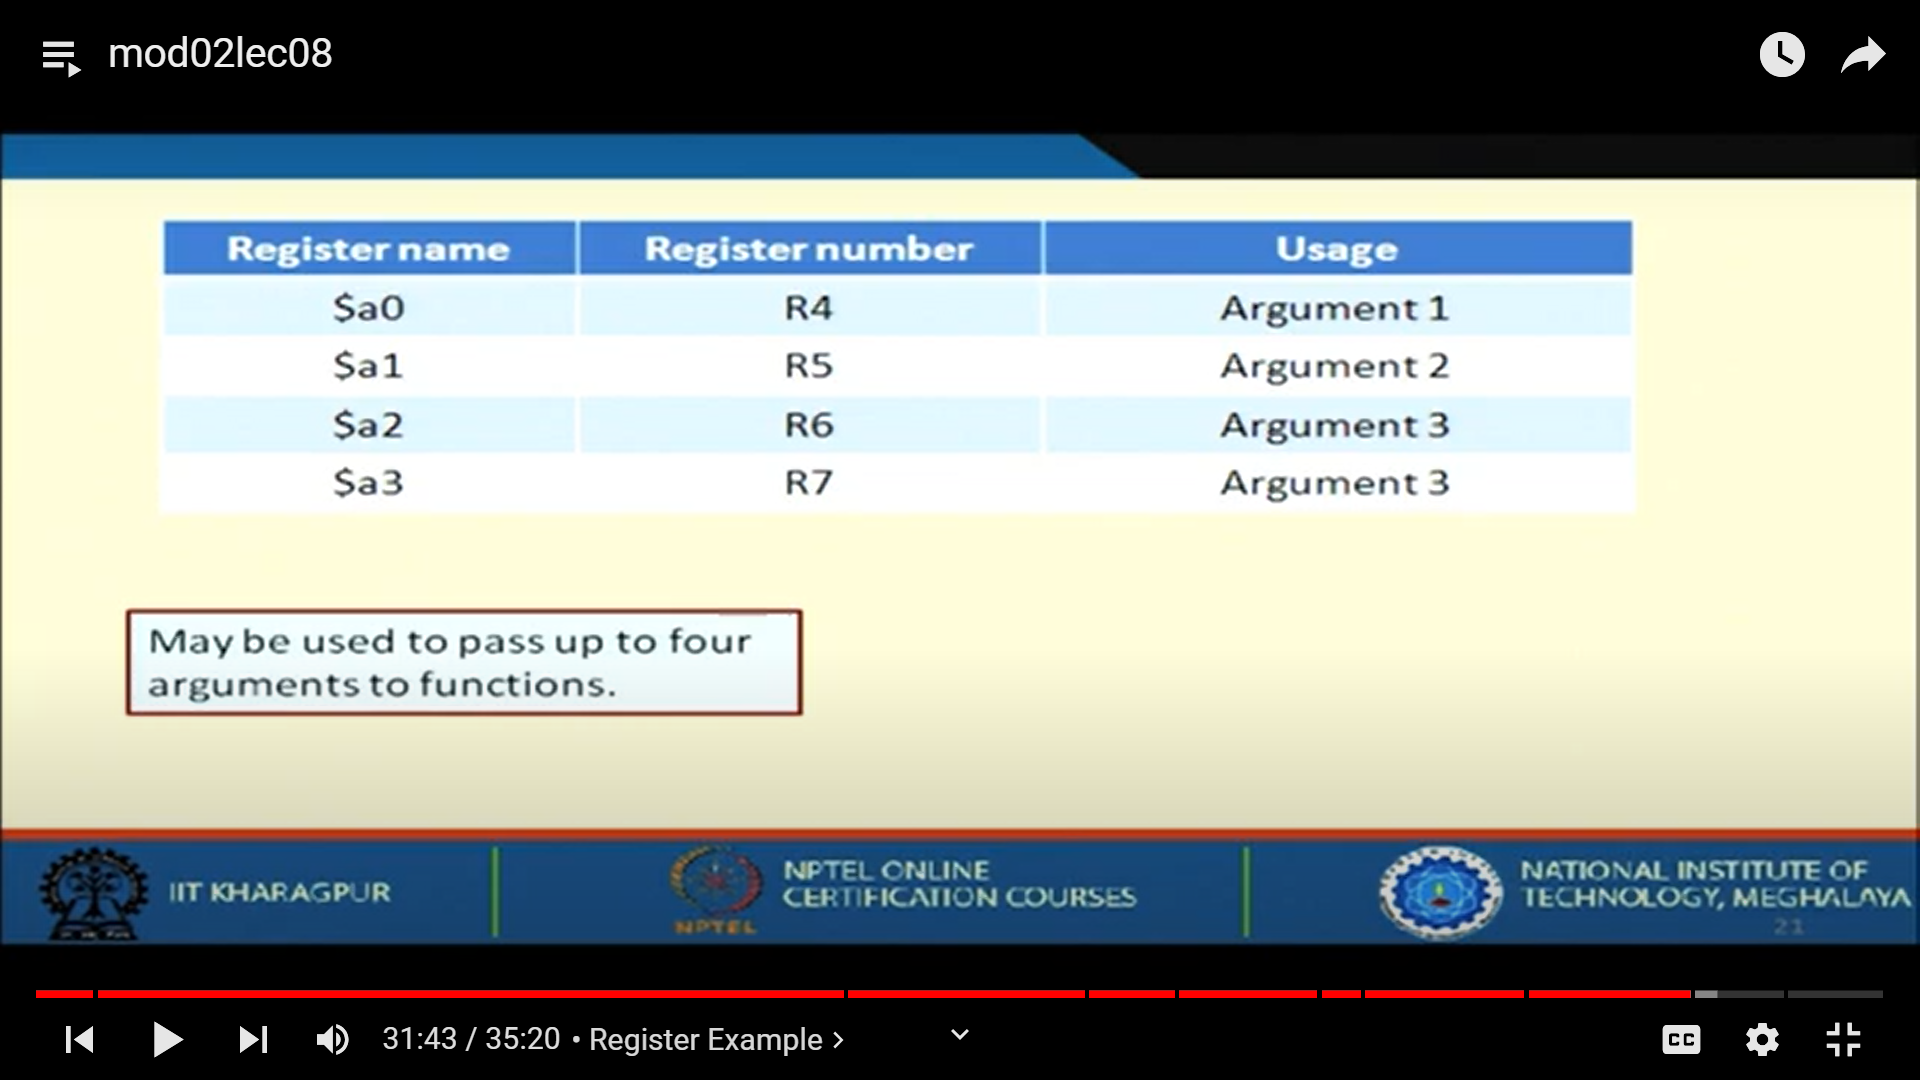 mod02lec08
Register name Register number Usage
$a0 R4 Argument 1
$a1 R5 Argument 2
$a2 R6 Argument 3
$a3 R7 Argument 3
May be used to pass up to four
arguments to functions.
IIT KHARAGPUR
NPTEL
NPTEL ONLINE
CERTIFICATION COURSES
NATIONAL INSTITUTE OF
TECHNOLOGY, MEGHALAYA
21
31:43 / 35:20 • Register Example ›
CC